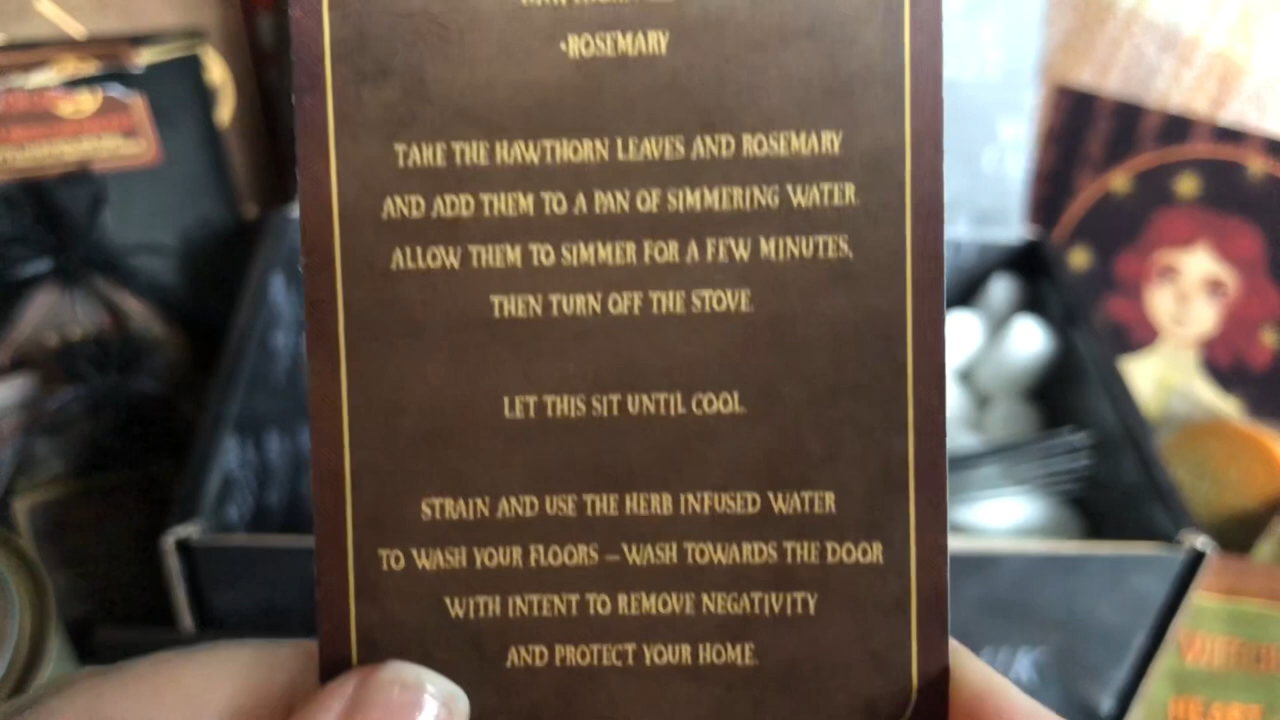 •ROSEMARY
TAKE THE HAWTHORN LEAVES AND ROSEMARY
AND ADD THEM TO A PAN OF SIMMERING WATER.
ALLOW THEM TO SIMMER FOR A FEW MINUTES,
THEN TURN OFF THE STOVE.
LET THIS SIT UNTIL COOL.
STRAIN AND USE THE HERB INFUSED WATER
TO WASH YOUR FLOORS – WASH TOWARDS THE DOOR
WITH INTENT TO REMOVE NEGATIVITY
AND PROTECT YOUR HOME.